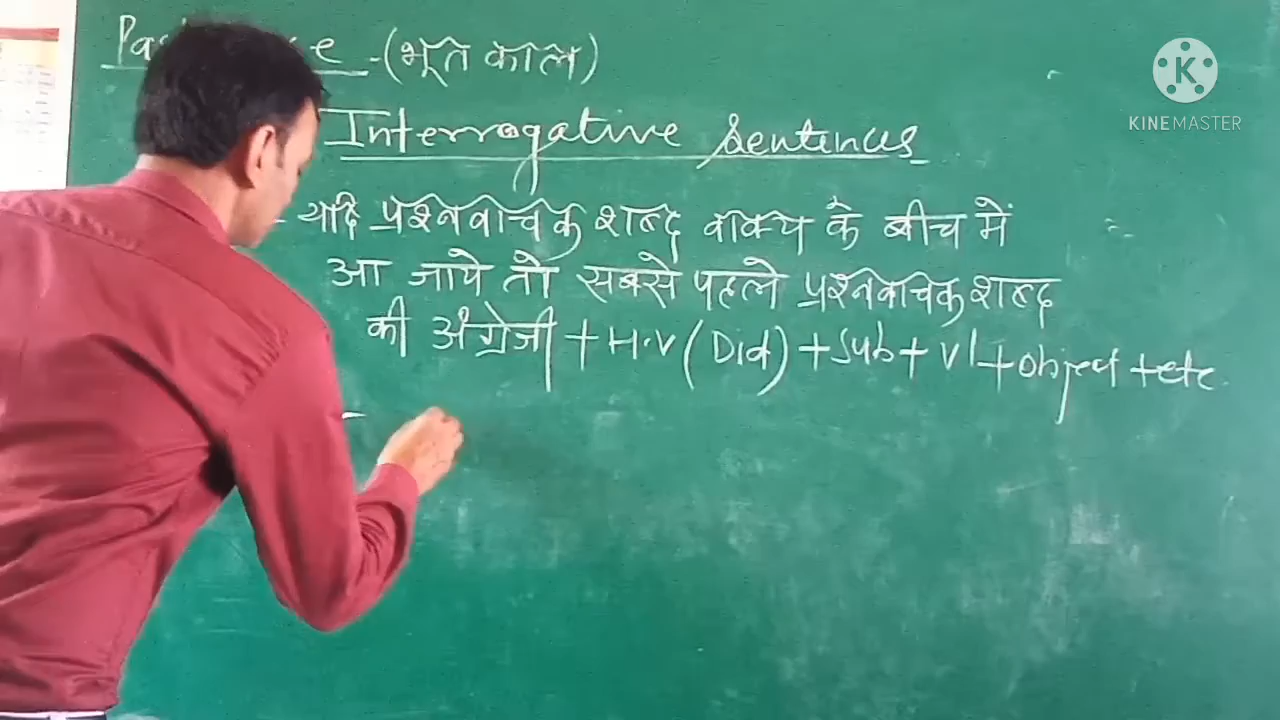 Pa e -(भूत काल)
Interrogative Sentences
- यदि प्रश्नवाचक शब्द वाक्य के बीच में
आ जाये तो सबसे पहले प्रश्नवाचक शब्द
की अंग्रेजी + H.V (Did) + Sub + V1 + object + etc.
KINEMASTER